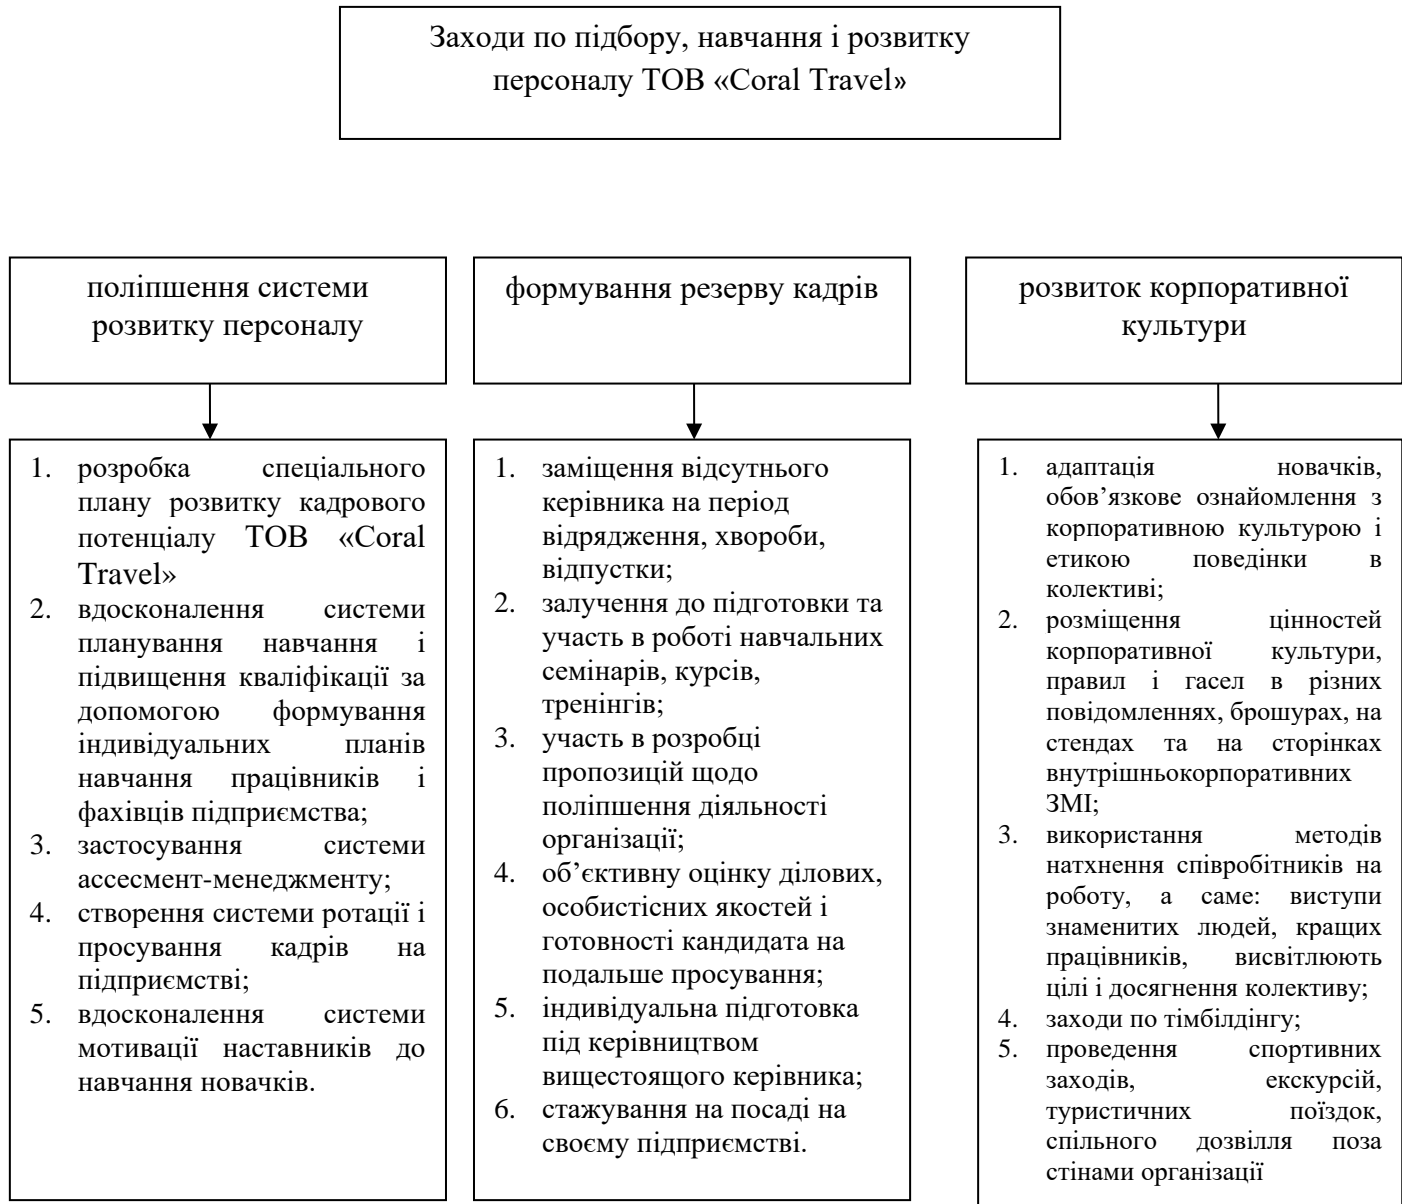 Заходи по підбору, навчання і розвитку
персоналу ТОВ «Coral Travel»
поліпшення системи
розвитку персоналу
формування резерву кадрів
розвиток корпоративної
культури
1. розробка спеціального
плану розвитку кадрового
потенціалу ТОВ «Coral
Travel»
2. вдосконалення системи
планування навчання і
підвищення кваліфікації за
допомогою формування
індивідуальних планів
навчання працівників і
фахівців підприємства;
3. застосування системи
ассесмент-менеджменту;
4. створення системи ротації і
просування кадрів на
підприємстві;
5. вдосконалення системи
мотивації наставників до
навчання новачків.
1. заміщення відсутнього
керівника на період
відрядження, хвороби,
відпустки;
2. залучення до підготовки та
участь в роботі навчальних
семінарів, курсів,
тренінгів;
3. участь в розробці
пропозицій щодо
поліпшення діяльності
організації;
4. об’єктивну оцінку ділових,
особистісних якостей і
готовності кандидата на
подальше просування;
5. індивідуальна підготовка
під керівництвом
вищестоящого керівника;
6. стажування на посаді на
своєму підприємстві.
1. адаптація новачків,
обов’язкове ознайомлення з
корпоративною культурою і
етикою поведінки в
колективі;
2. розміщення цінностей
корпоративної культури,
правил і гасел в різних
повідомленнях, брошурах, на
стендах та на сторінках
внутрішньокорпоративних
ЗМІ;
3. використання методів
натхнення співробітників на
роботу, а саме: виступи
знаменитих людей, кращих
працівників, висвітлюють
цілі і досягнення колективу;
4. заходи по тімбілдінгу;
5. проведення спортивних
заходів, екскурсій,
туристичних поїздок,
спільного дозвілля поза
стінами організації